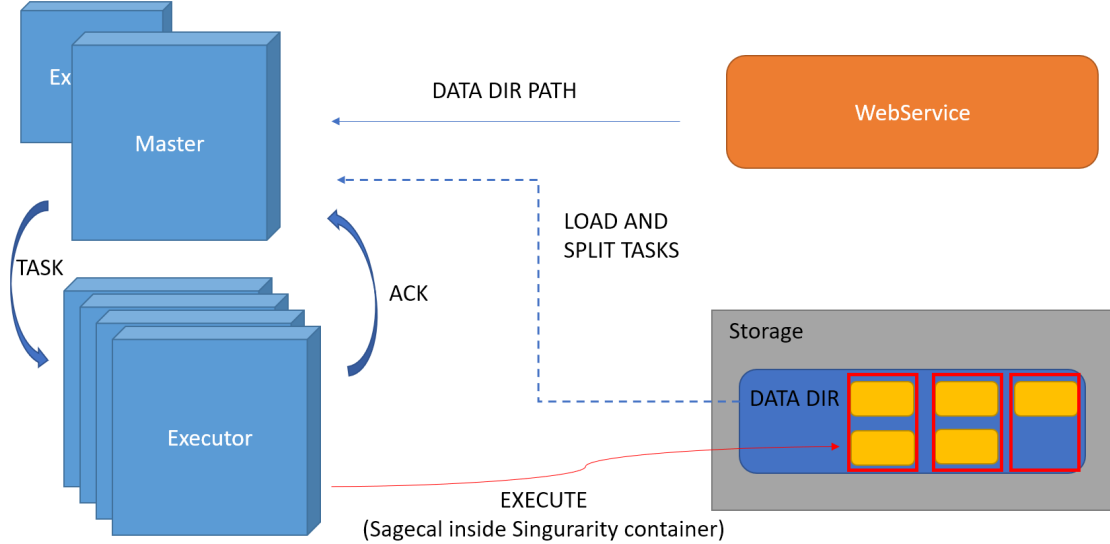 Ex
Master
DATA DIR PATH
WebService
LOAD AND
SPLIT TASKS
TASK
ACK
Storage
DATA DIR
Executor
EXECUTE
(Sagecal inside Singurarity container)